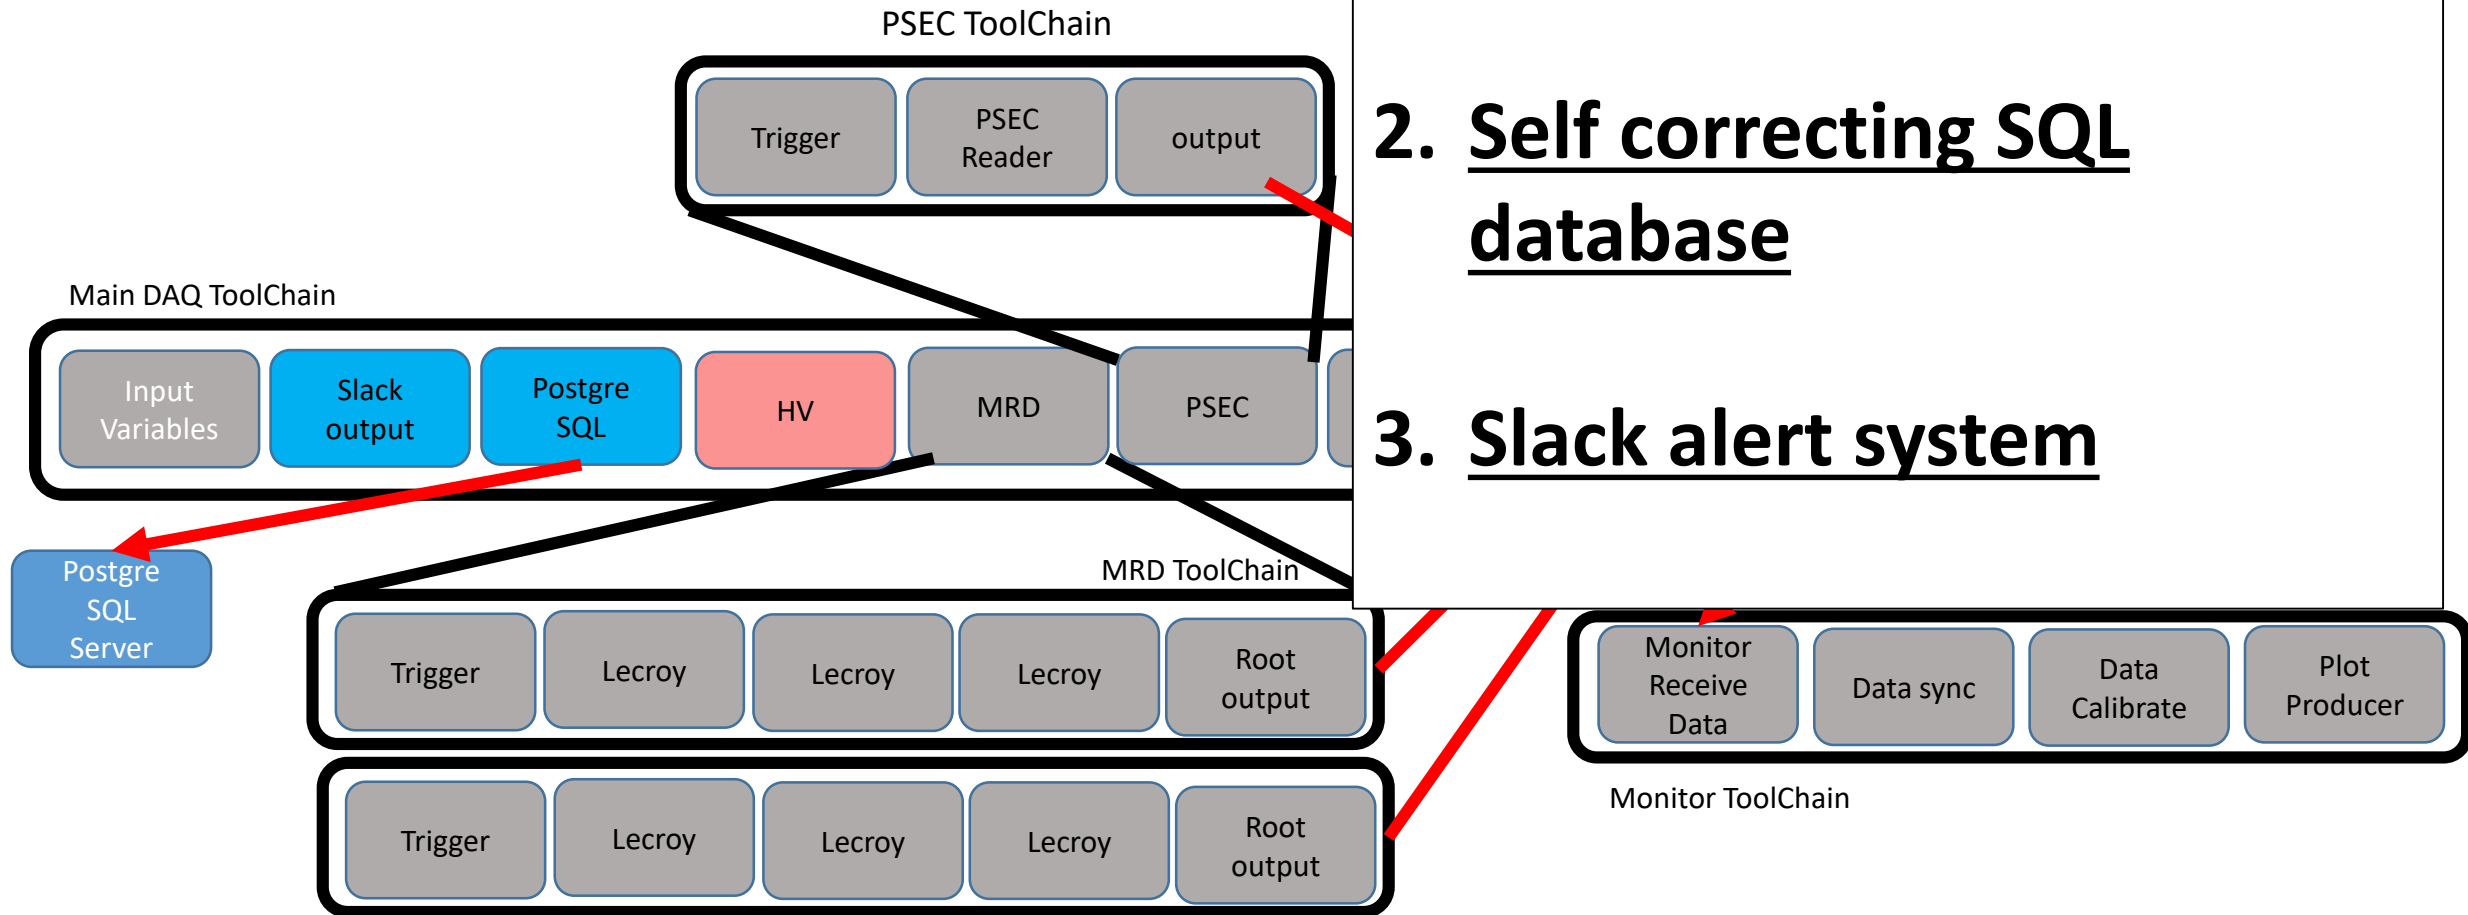 PSEC ToolChain
Trigger
PSEC
Reader
output
2. Self correcting SQL
database
3. Slack alert system
Main DAQ ToolChain
Input
Variables
Slack
output
Postgre
SQL
HV
MRD
PSEC
Postgre
SQL
Server
MRD ToolChain
Trigger
Lecroy
Lecroy
Lecroy
Root
output
Monitor
Receive
Data
Data sync
Data
Calibrate
Plot
Producer
Monitor ToolChain
Trigger
Lecroy
Lecroy
Lecroy
Root
output